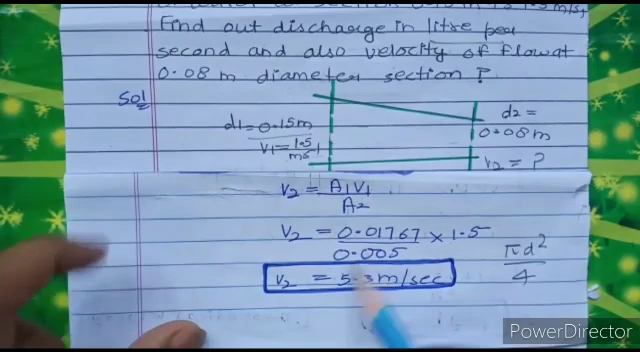 Find out discharge in litre per
second and also velocity of flow at
0.08 m diameter section ?
Sol
d1 = 0.15m
V1 = 1.5
d2 =
0.08m
V2 = ?
V2 = A1V1
A2
V2 = 0.01767 × 1.5
0.005
V2 = 5.3m/sec
πd²
4
PowerDirector